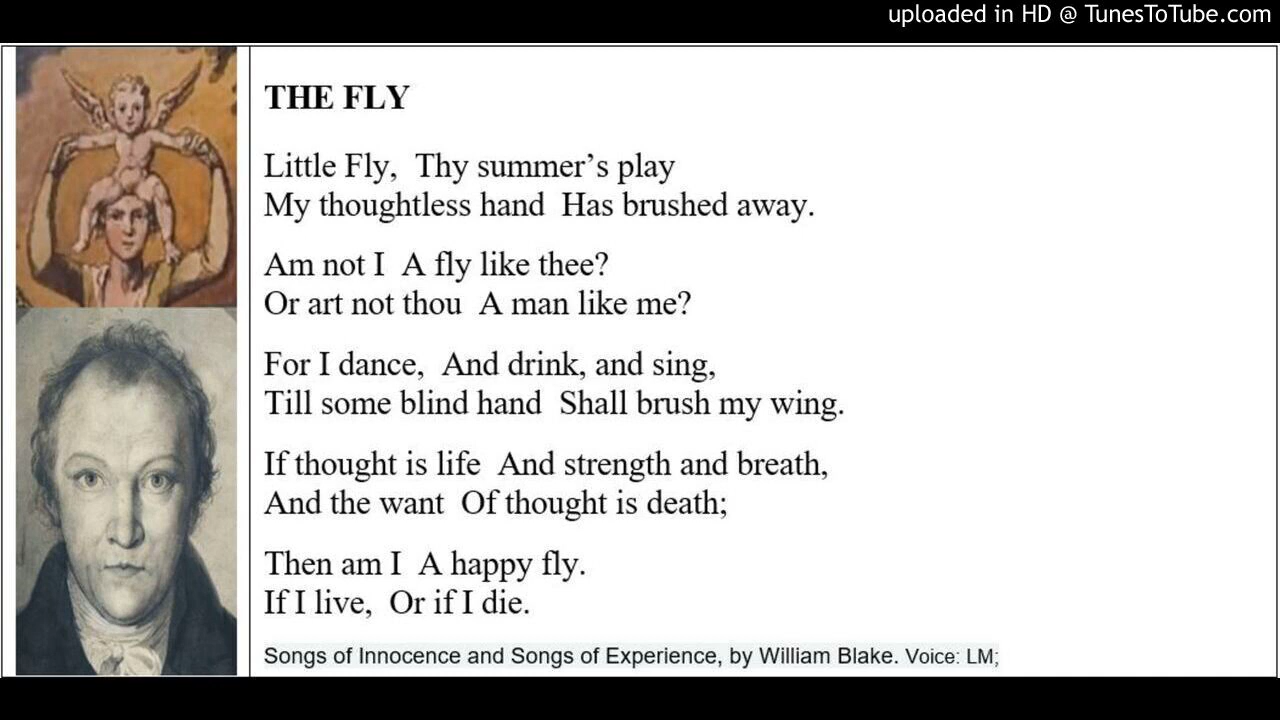 uploaded in HD @ TunesToTube.com
THE FLY
Little Fly,  Thy summer’s play
My thoughtless hand  Has brushed away.
Am not I  A fly like thee?
Or art not thou  A man like me?
For I dance,  And drink, and sing,
Till some blind hand  Shall brush my wing.
If thought is life  And strength and breath,
And the want  Of thought is death;
Then am I  A happy fly.
If I live,  Or if I die.
Songs of Innocence and Songs of Experience, by William Blake. Voice: LM;